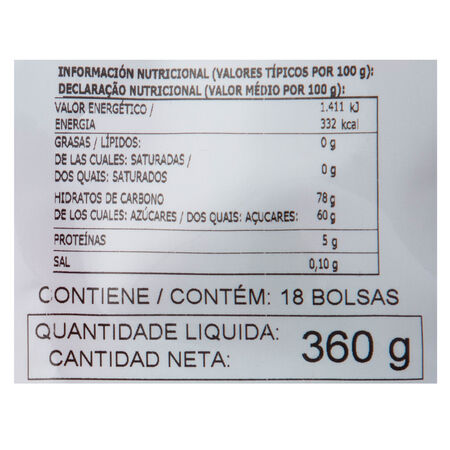 INFORMACIÓN NUTRICIONAL (VALORES TÍPICOS POR 100 g):
DECLARAÇÃO NUTRICIONAL (VALOR MÉDIO POR 100 g):
VALOR ENERGÉTICO / 1.411 kJ
ENERGIA 332 kcal
GRASAS / LÍPIDOS: 0 g
DE LAS CUALES: SATURADAS / 0 g
DOS QUAIS: SATURADOS
HIDRATOS DE CARBONO 78 g
DE LOS CUALES: AZÚCARES / DOS QUAIS: AÇUCARES: 60 g
PROTEÍNAS 5 g
SAL 0,10 g
CONTIENE / CONTÉM: 18 BOLSAS
QUANTIDADE LIQUIDA: 360 g
CANTIDAD NETA: